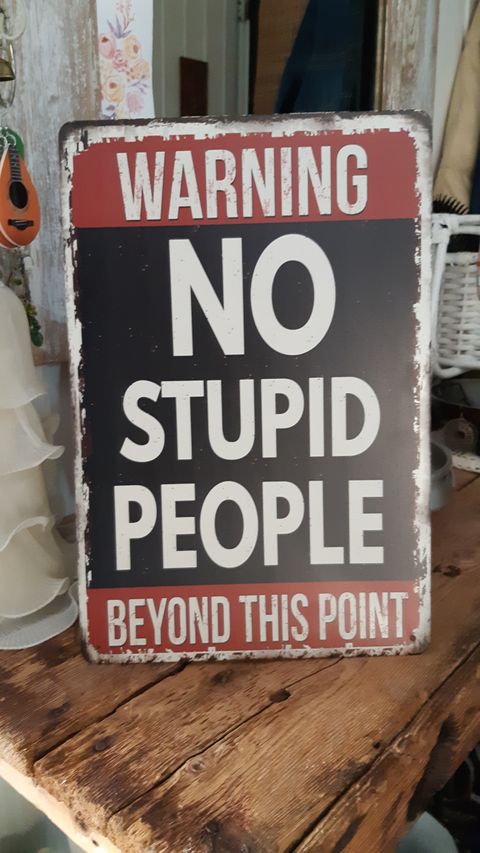 WARNING
NO
STUPID
PEOPLE
BEYOND THIS POINT